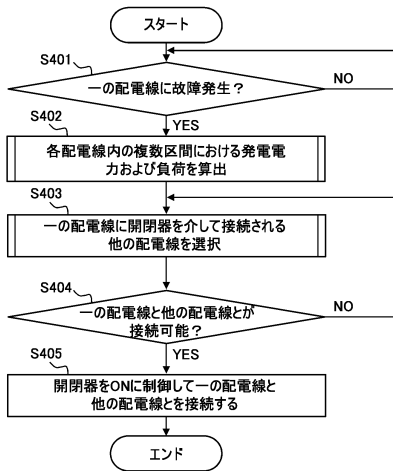 スタート
S401
一の配電線に故障発生？
NO
YES
S402
各配電線内の複数区間における発電電
力および負荷を算出
S403
一の配電線に開閉器を介して接続される
他の配電線を選択
S404
一の配電線と他の配電線とが
接続可能？
NO
YES
S405
開閉器をONに制御して一の配電線と
他の配電線とを接続する
エンド